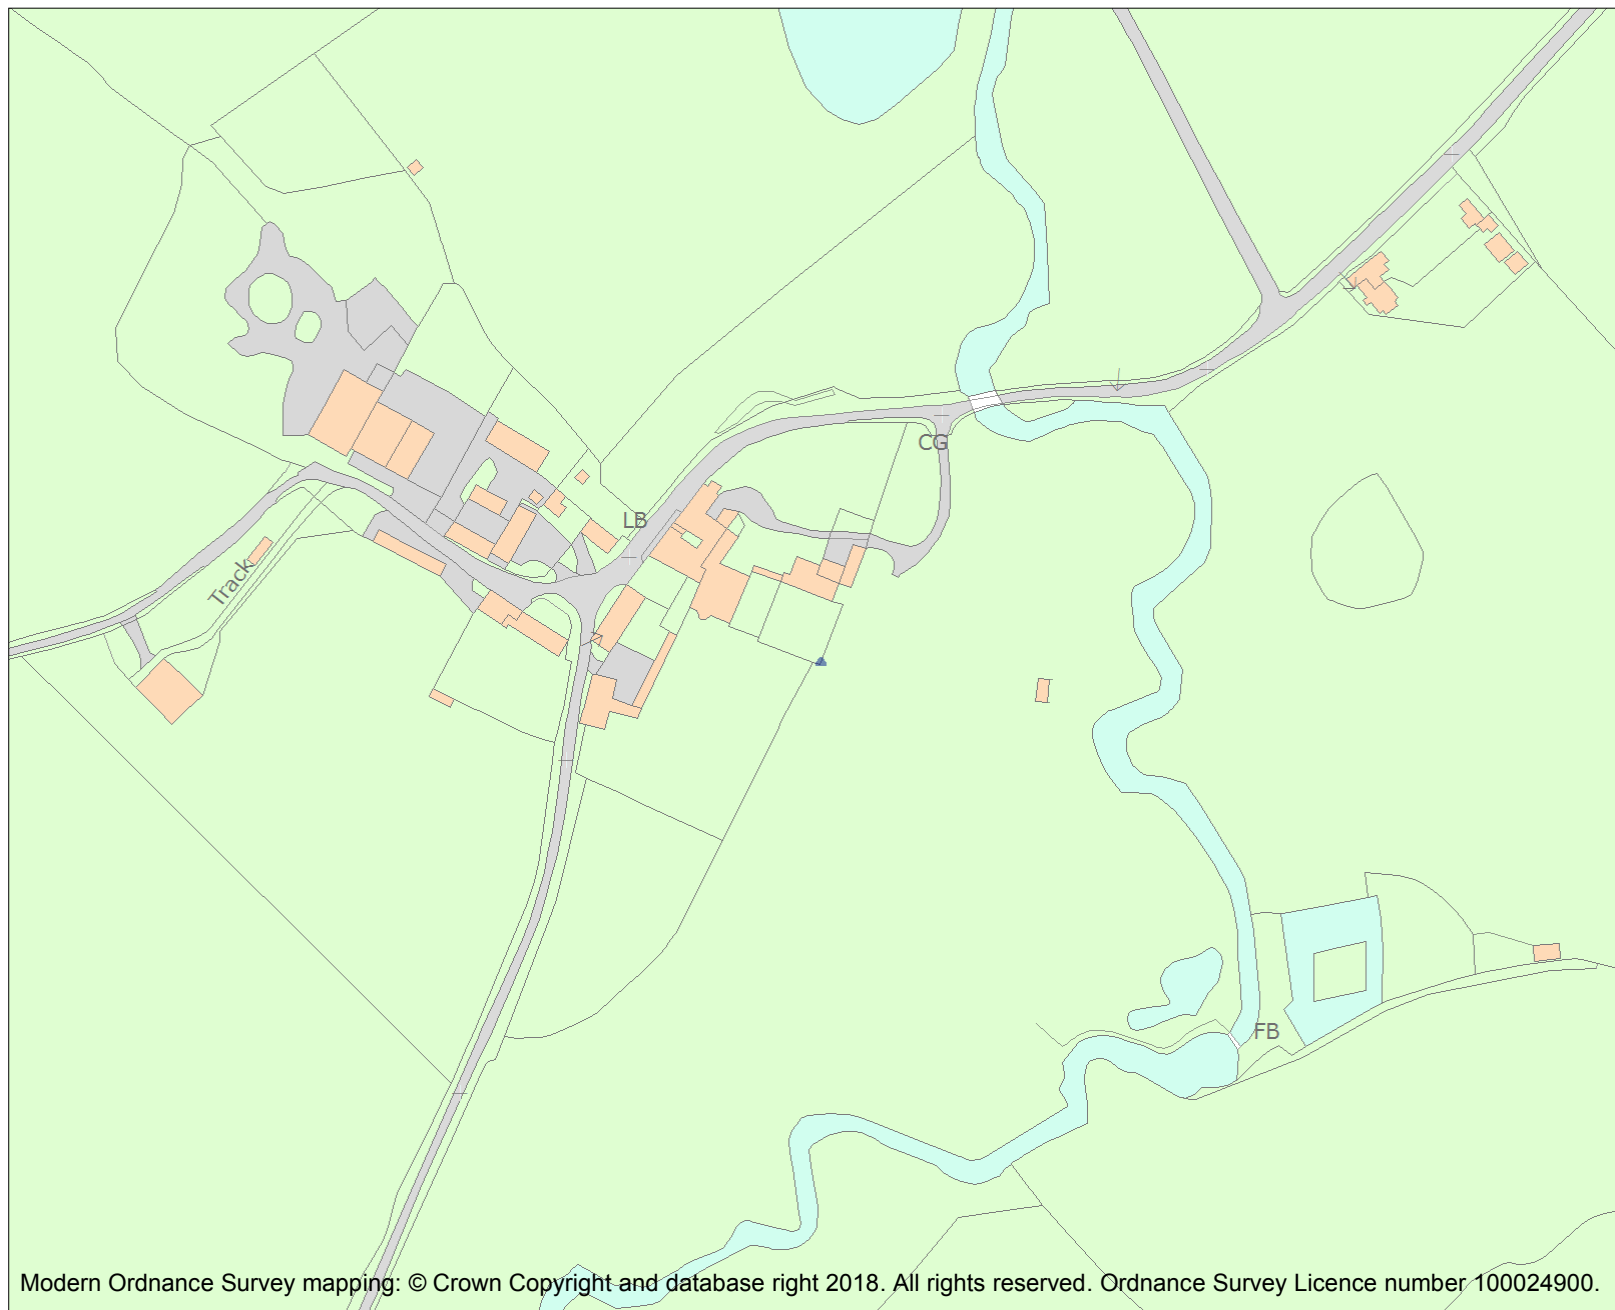 CG
LB
Track
FB
Modern Ordnance Survey mapping: © Crown Copyright and database right 2018. All rights reserved. Ordnance Survey Licence number 100024900.